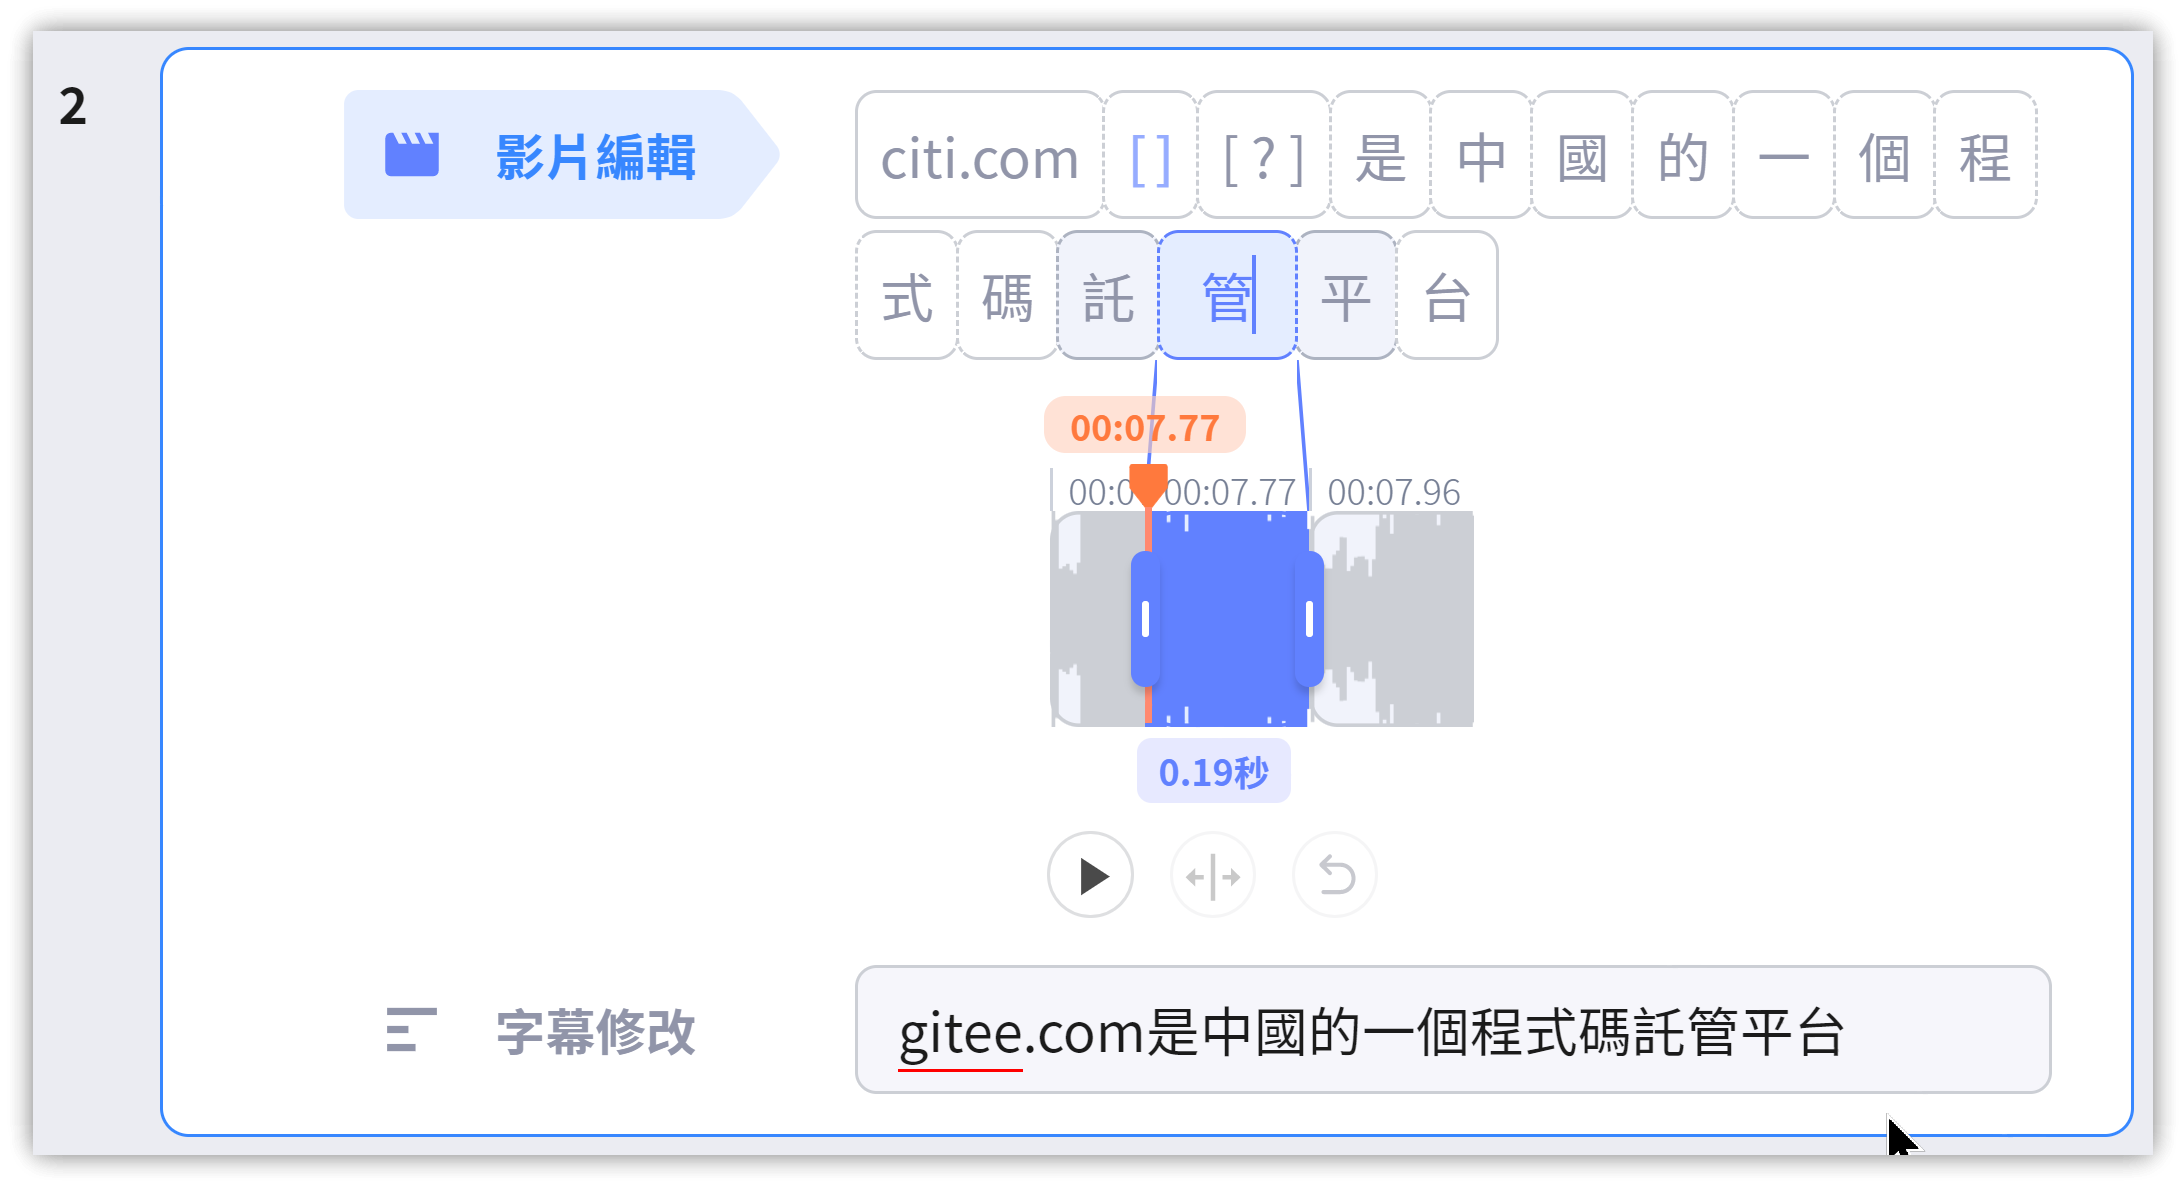 2
影片編輯
citi.com [ ] [ ? ] 是 中 國 的 一 個 程
式 碼 託 管 平 台
00:07.77
00:0 00:07.77 00:07.96
0.19秒
字幕修改
gitee.com是中國的一個程式碼託管平台